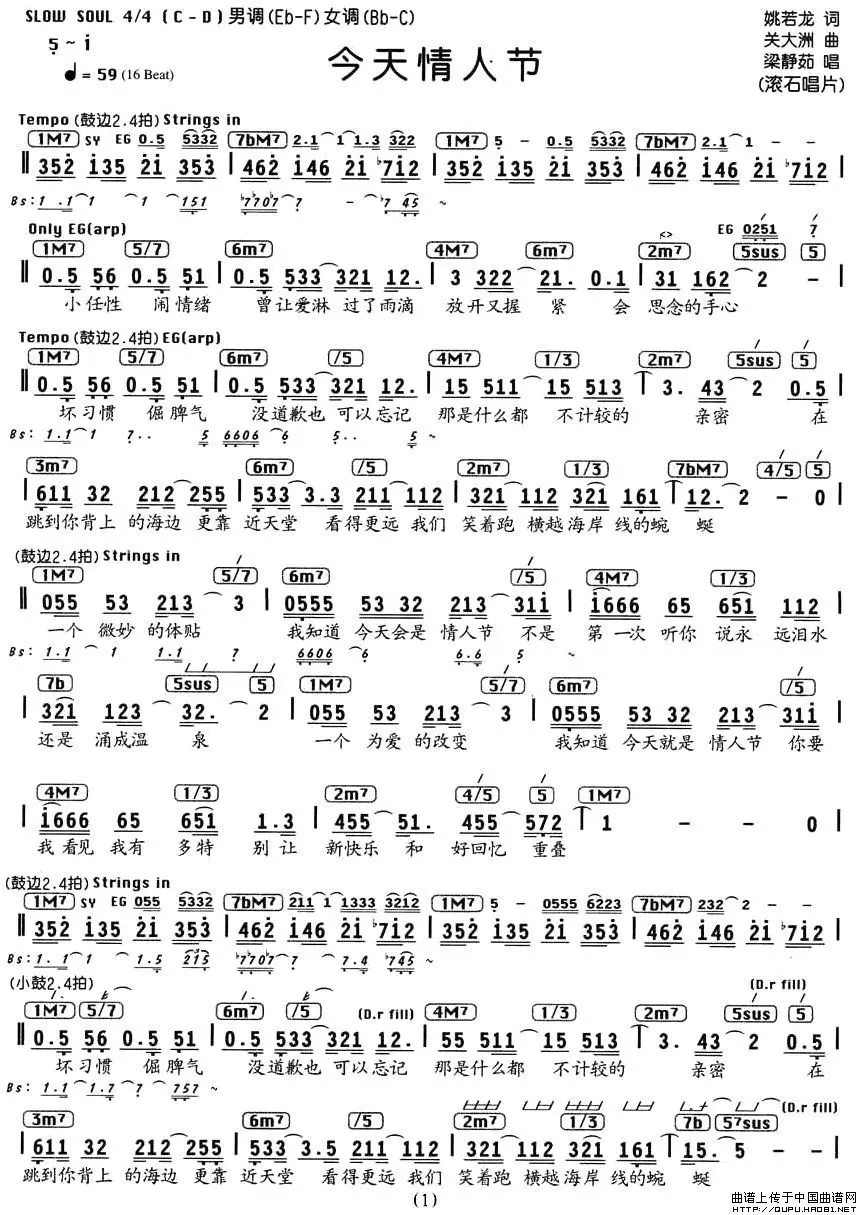 SLOW SOUL 4/4 (C-D)男调(Eb-F)女调(Bb-C)
5 ~ i
♩= 59 (16 Beat)
今天情人节
姚若龙 词
关大洲 曲
梁静茹 唱
(滚石唱片)
Tempo(鼓边2.4拍)Strings in
1M7 SY EG 0.5 5332 7bM7 2.1 1 1.3 322 1M7 5 - 0.5 5332 7bM7 2.1 1 - -
352 135 21 353 | 462 146 21 b712 | 352 135 21 353 | 462 146 21 b712
Only EG(arp)
EG 0251 7
1M7 5/7 6m7 4M7 6m7 2m7 5sus 5
0.5 56 0.5 51 | 0.5 533 321 12. | 3 322 21. 0.1 | 31 162 2 -
小任性 闹情绪 曾让爱淋 过了雨滴 放开又握 紧 会 思念的手心
Tempo(鼓边2.4拍)EG(arp)
1M7 5/7 6m7 /5 4M7 1/3 2m7 5sus 5
0.5 56 0.5 51 | 0.5 533 321 12. | 15 511 15 513 | 3. 43 2 0.5
坏习惯 倔脾气 没道歉也 可以忘记 那是什么都 不计较的 亲密 在
Bs: 1.1 1 7.. 5 6606 6 5.. 5 ~
3m7 6m7 /5 2m7 1/3 7bM7 4/5 5
611 32 212 255 | 533 3.3 211 112 | 321 112 321 161 | 12. 2 - 0
跳到你背上 的海边 更靠 近天堂 看得更远 我们 笑着跑 横越海岸 线的蜿 蜒
(鼓边2.4拍)Strings in
1M7 5/7 6m7 /5 4M7 1/3
055 53 213 3 | 0555 53 32 213 311 | 1666 65 651 112
一个 微妙 的体贴 我知道 今天会是 情人节 不是 第一次 听你 说永 远泪水
Bs: 1.1 1 1.1 7 6606 6 6.6 5 ~
7b 5sus 5 1M7 5/7 6m7 /5
321 123 32. 2 | 055 53 213 3 | 0555 53 32 213 311
还是 涌成温 泉 一个 为爱 的改变 我知道 今天就是 情人节 你要
4M7 1/3 2m7 4/5 5 1M7
1666 65 651 1.3 | 455 51. 455 572 | 1 - - 0
我看见 我有 多特 别让 新快乐 和 好回忆 重叠
(鼓边2.4拍)Strings in
1M7 SY EG 055 5332 7bM7 211 1 1333 3212 1M7 5 - 0555 6223 7bM7 232 2 - -
352 135 21 353 | 462 146 21 b712 | 352 135 21 353 | 462 146 21 b712
(小鼓2.4拍)
(D.r fill)
1M7 5/7 6m7 /5 (D.r fill) 4M7 1/3 2m7 5sus 5
0.5 56 0.5 51 | 0.5 533 321 12. | 55 511 15 513 | 3. 43 2 0.5
坏习惯 倔脾气 没道歉也 可以忘记 那是什么都 不计较的 亲密 在
Bs: 1.1 1.7 7 757 ~
(D.r fill)
3m7 6m7 /5 2m7 1/3 7b 57sus
611 32 212 255 | 533 3.5 211 112 | 321 112 321 161 | 15. 5 - -
跳到你背上 的海边 更靠 近天堂 看得更远 我们 笑着跑 横越海岸 线的蜿 蜒
(1)
曲谱上传于中国曲谱网
HTTP://QUPU.HAO81.NET